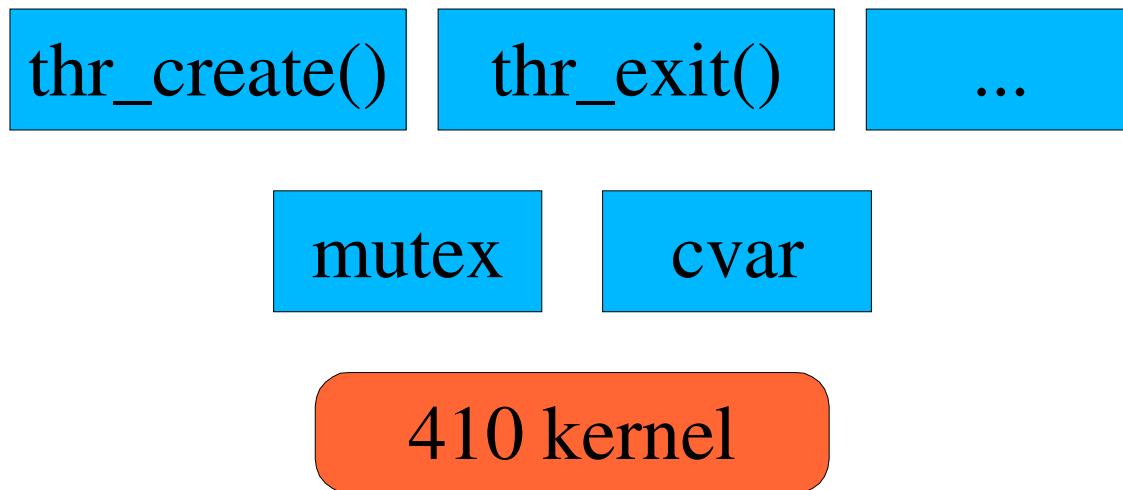 thr_create() thr_exit() ...
mutex cvar
410 kernel